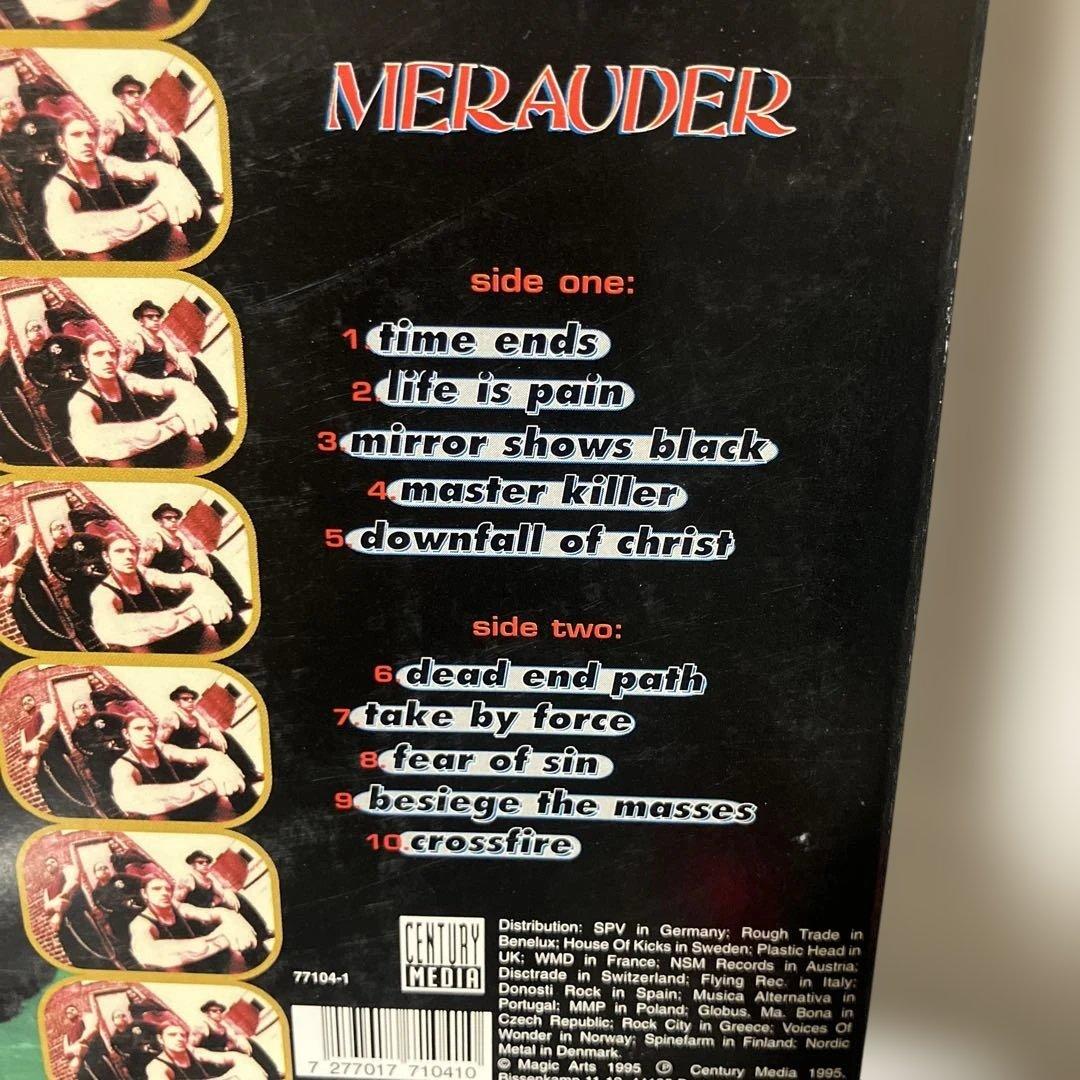 MERAUDER
side one:
1. time ends
2. life is pain
3. mirror shows black
4. master killer
5. downfall of christ
side two:
6. dead end path
7. take by force
8. fear of sin
9. besiege the masses
10. crossfire
77104-1
CENTURY
MEDIA
7 277017 710410
Distribution: SPV in Germany; Rough Trade in
Benelux; House Of Kicks in Sweden; Plastic Head in
UK; WMD in France; NSM Records in Austria;
Disctrade in Switzerland; Flying Rec. in Italy;
Donosti Rock in Spain; Musica Alternativa in
Portugal; MMP in Poland; Globus. Ma. Bona in
Czech Republic; Rock City in Greece; Voices Of
Wonder in Norway; Spinefarm in Finland; Nordic
Metal in Denmark.
© Magic Arts 1995 ℗ Century Media 1995.